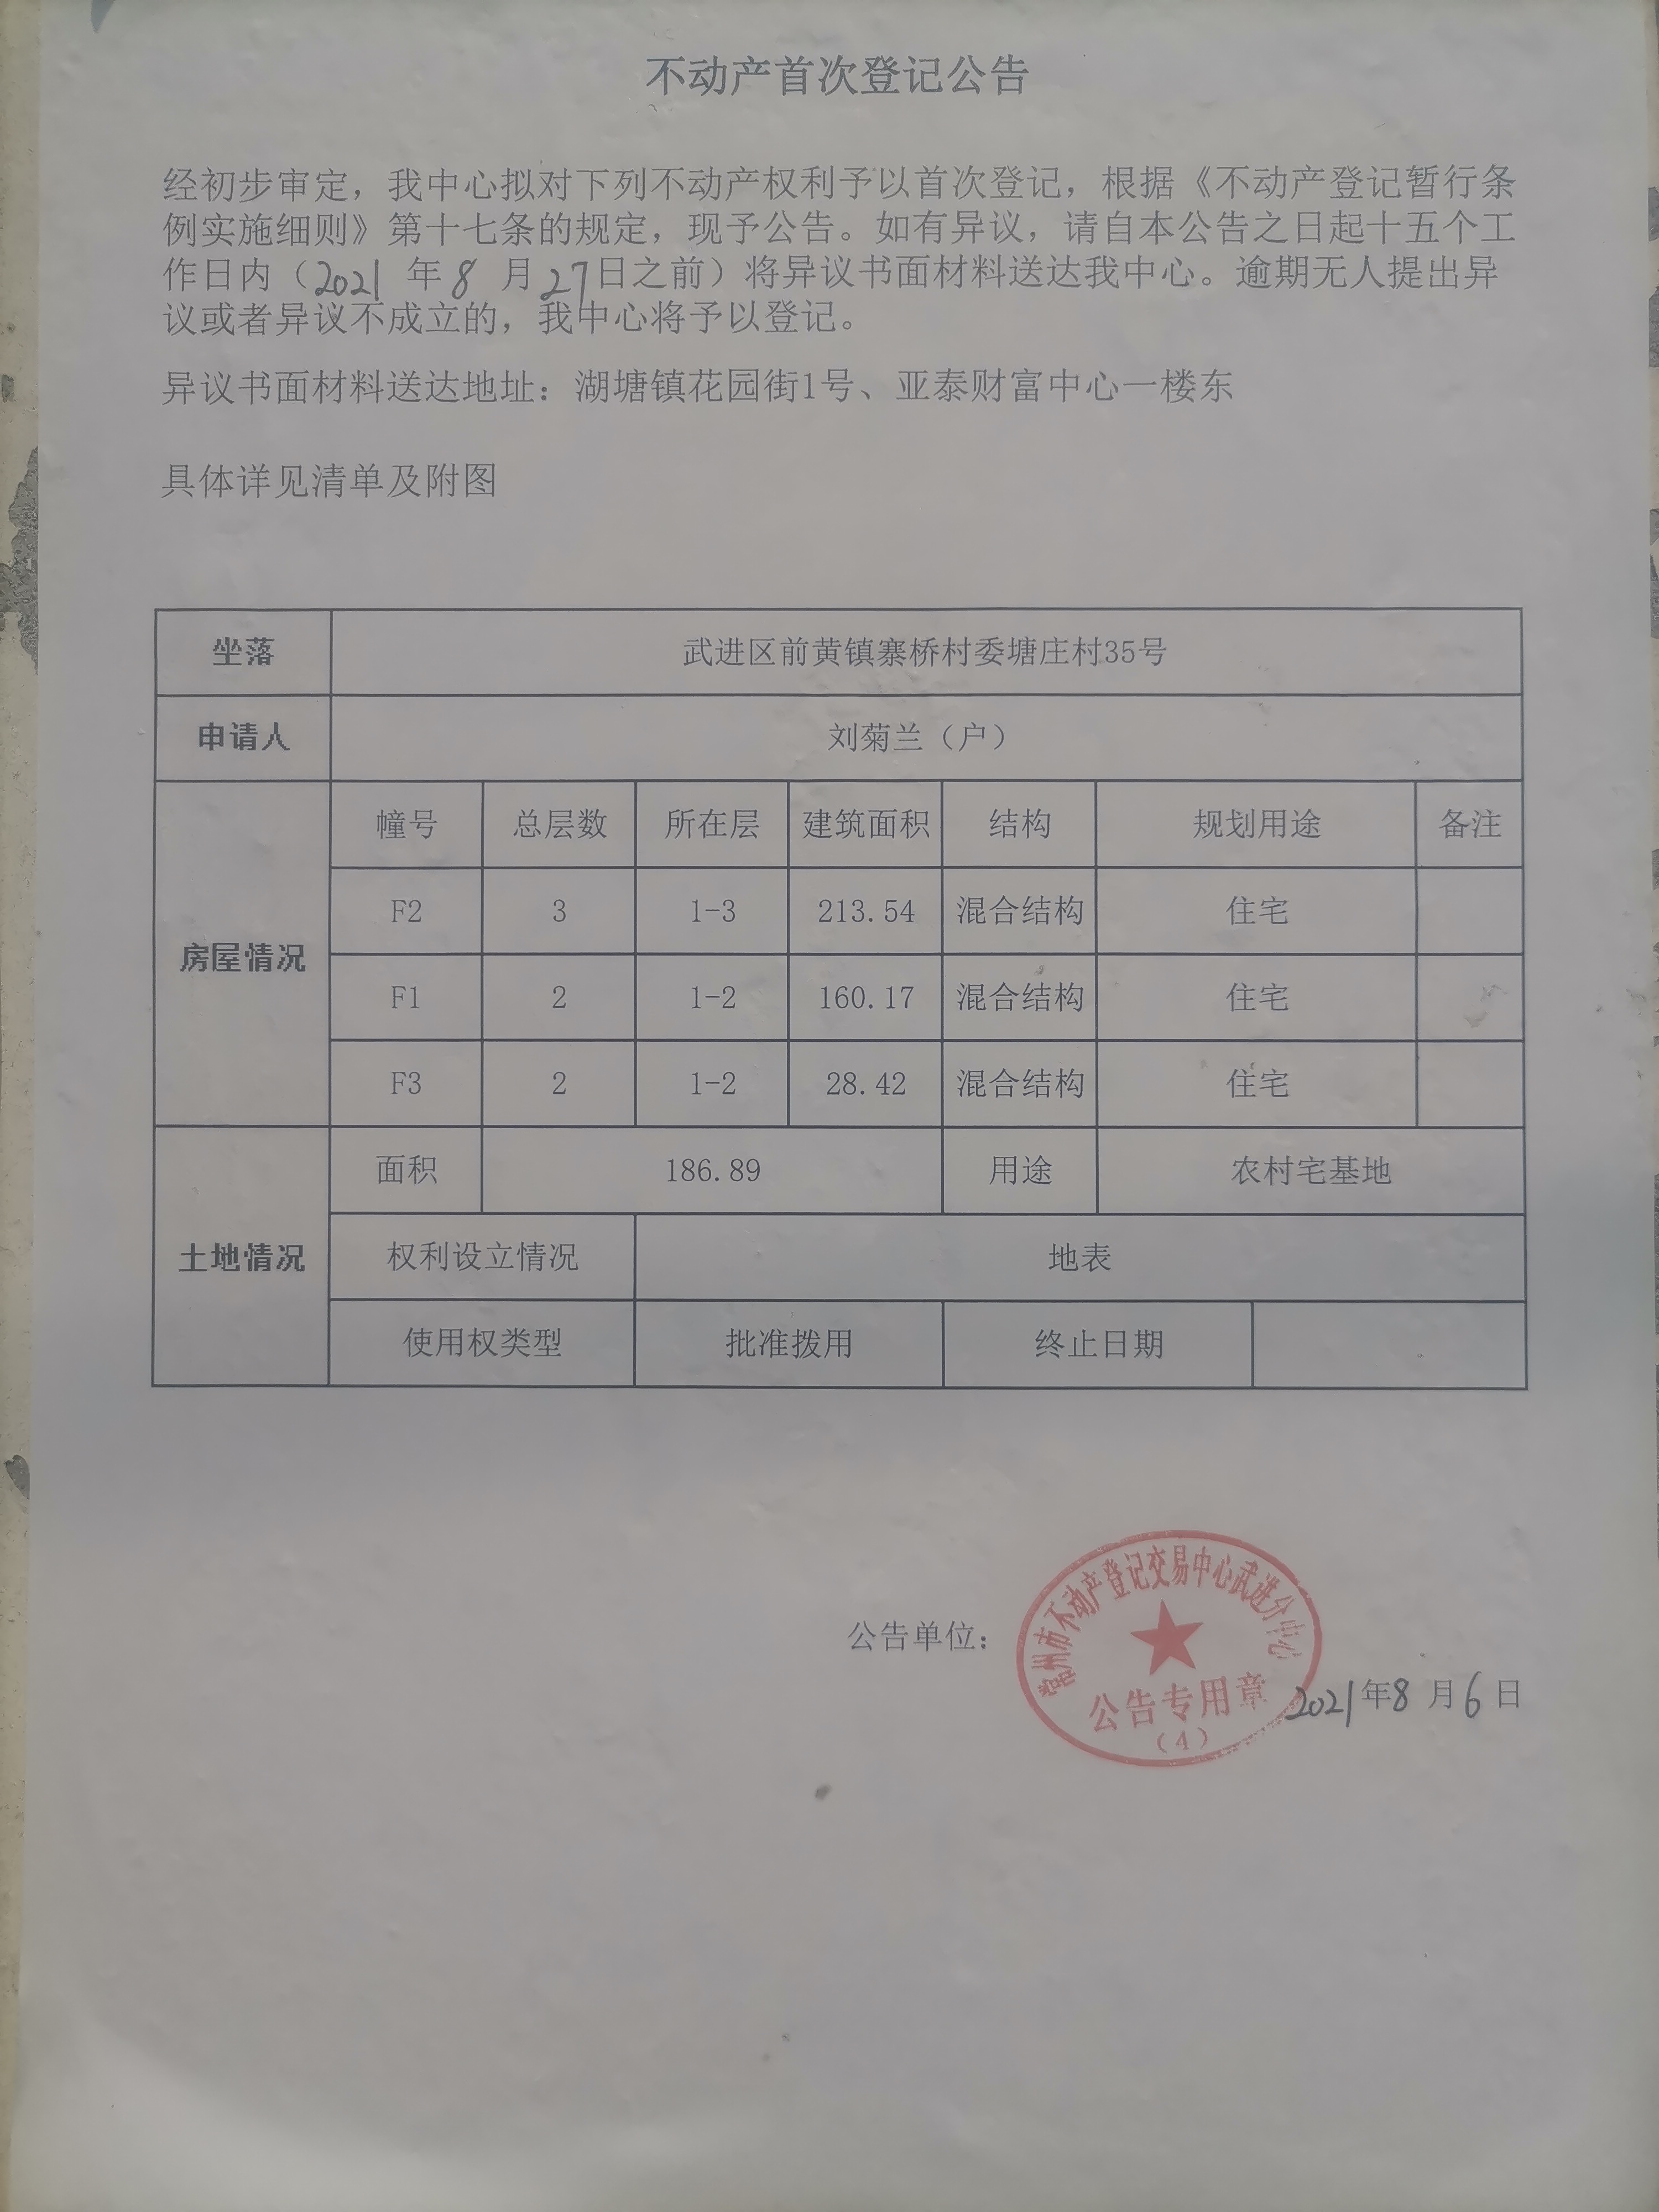 不动产首次登记公告
经初步审定，我中心拟对下列不动产权利予以首次登记，根据《不动产登记暂行条
例实施细则》第十七条的规定，现予公告。如有异议，请自本公告之日起十五个工
作日内（2021 年 8 月 27日之前）将异议书面材料送达我中心。逾期无人提出异
议或者异议不成立的，我中心将予以登记。
异议书面材料送达地址：湖塘镇花园街1号、亚泰财富中心一楼东
具体详见清单及附图
坐落 武进区前黄镇寨桥村委塘庄村35号
申请人 刘菊兰（户）
房屋情况
幢号 总层数 所在层 建筑面积 结构 规划用途 备注
F2 3 1-3 213.54 混合结构 住宅
F1 2 1-2 160.17 混合结构 住宅
F3 2 1-2 28.42 混合结构 住宅
土地情况
面积 186.89 用途 农村宅基地
权利设立情况 地表
使用权类型 批准拨用 终止日期
公告单位：
常州市不动产登记交易中心武进分中心
公告专用章
（4）
2021年8 月6 日